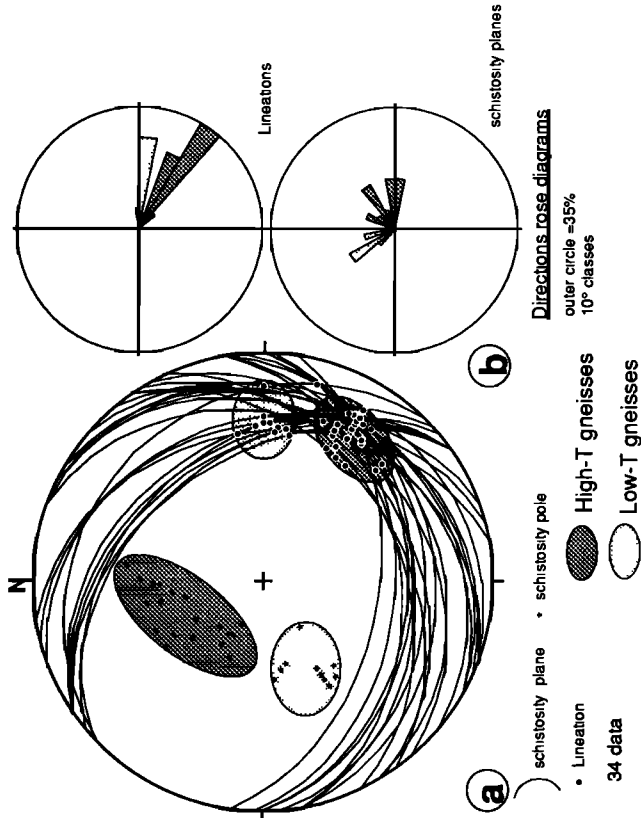 N
a
schistosity plane
+ schistosity pole
• Lineation
34 data
High-T gneisses
Low-T gneisses
b
Lineations
schistosity planes
Directions rose diagrams
outer circle =35%
10° classes